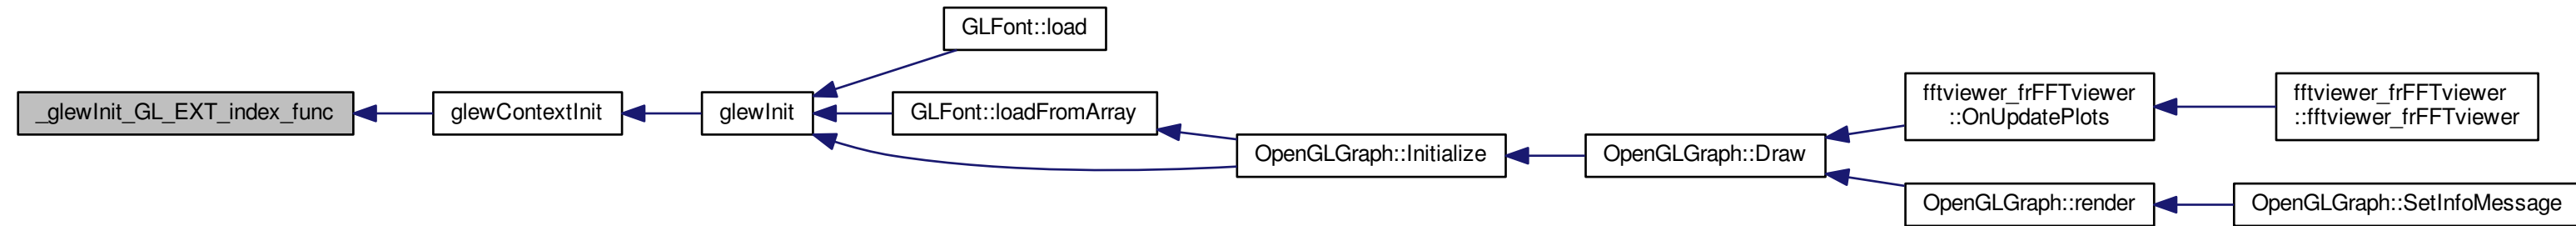 _glewInit_GL_EXT_index_func
glewContextInit
glewInit
GLFont::load
GLFont::loadFromArray
OpenGLGraph::Initialize
OpenGLGraph::Draw
fftviewer_frFFTviewer
::OnUpdatePlots
fftviewer_frFFTviewer
::fftviewer_frFFTviewer
OpenGLGraph::render
OpenGLGraph::SetInfoMessage